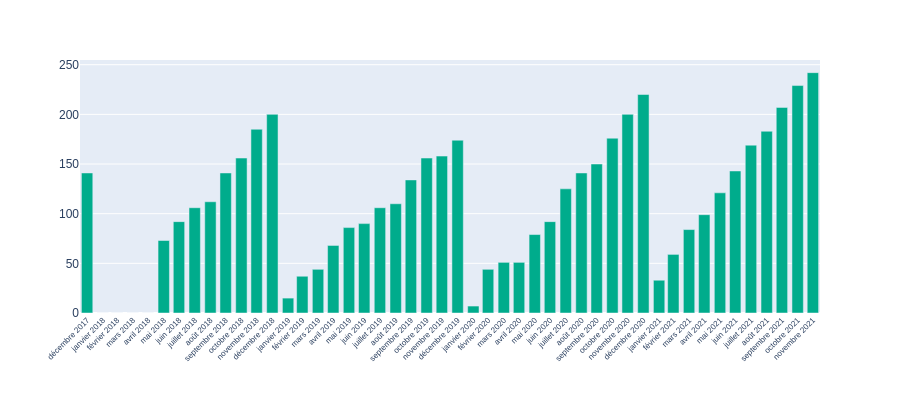 250
200
150
100
50
0
décembre 2017
janvier 2018
février 2018
mars 2018
avril 2018
mai 2018
juin 2018
juillet 2018
août 2018
septembre 2018
octobre 2018
novembre 2018
décembre 2018
janvier 2019
février 2019
mars 2019
avril 2019
mai 2019
juin 2019
juillet 2019
août 2019
septembre 2019
octobre 2019
novembre 2019
décembre 2019
janvier 2020
février 2020
mars 2020
avril 2020
mai 2020
juin 2020
juillet 2020
août 2020
septembre 2020
octobre 2020
novembre 2020
décembre 2020
janvier 2021
février 2021
mars 2021
avril 2021
mai 2021
juin 2021
juillet 2021
août 2021
septembre 2021
octobre 2021
novembre 2021